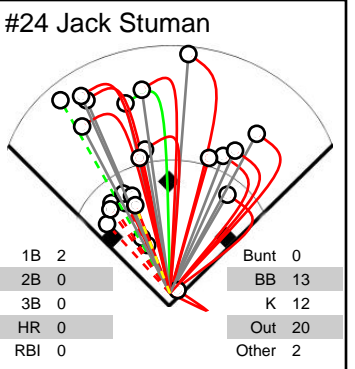 #24 Jack Stuman
1B 2
2B 0
3B 0
HR 0
RBI 0
Bunt 0
BB 13
K 12
Out 20
Other 2